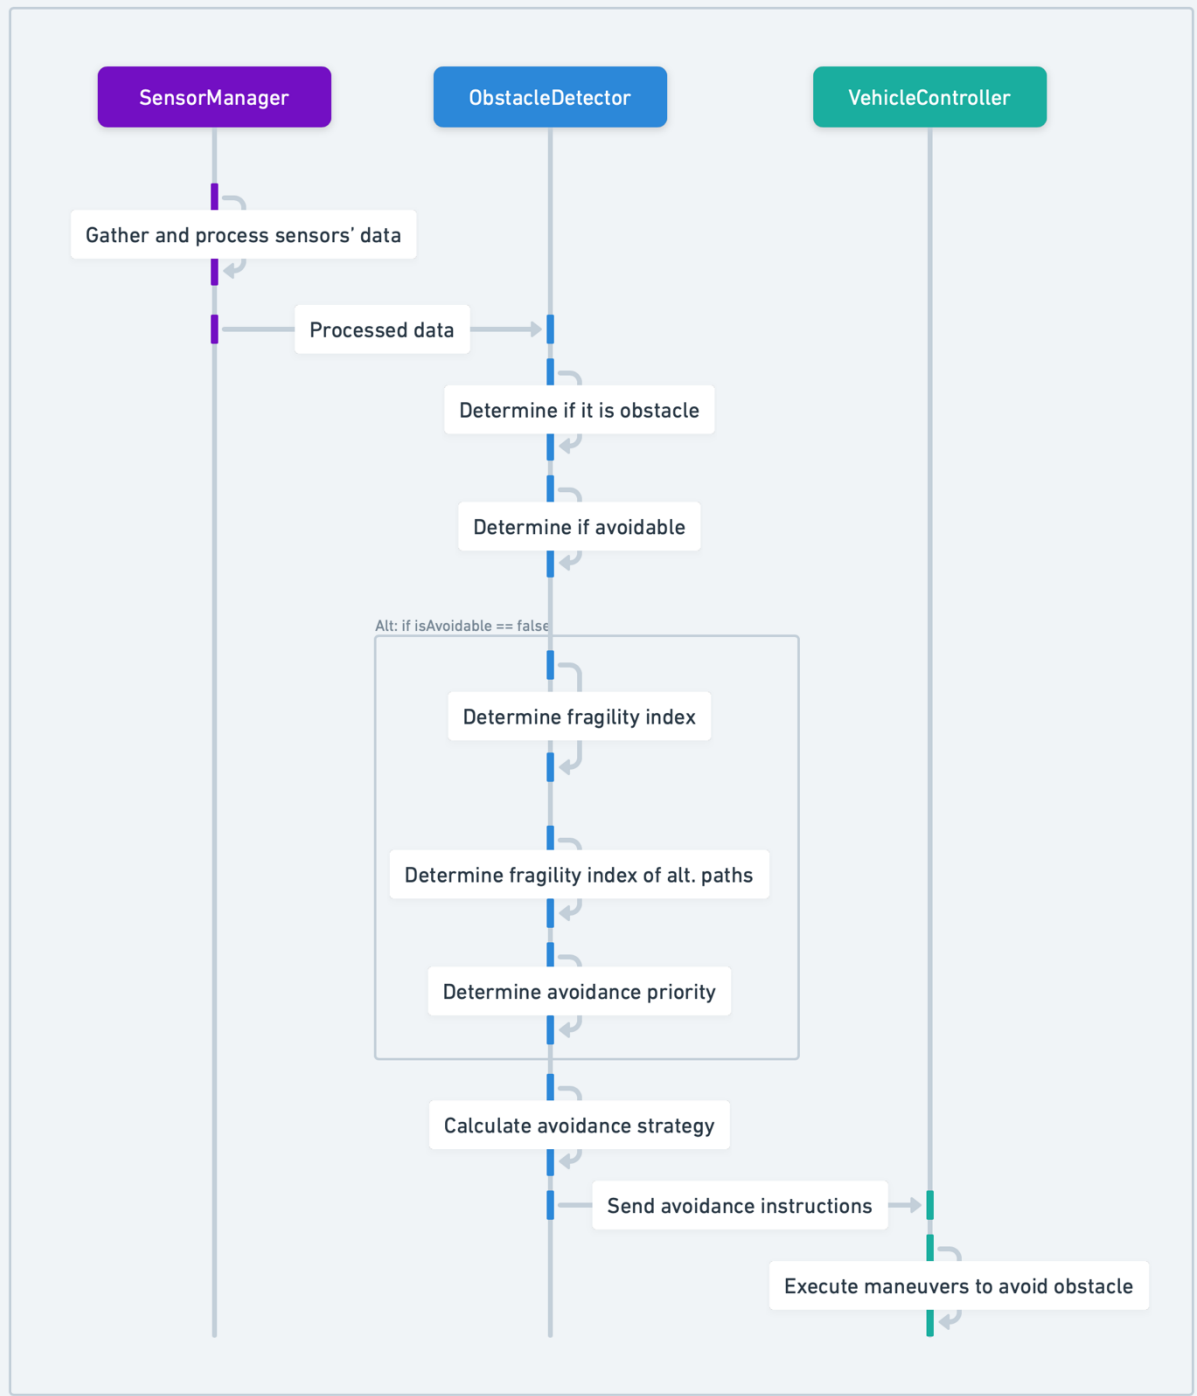 SensorManager
ObstacleDetector
VehicleController
Gather and process sensors’ data
Processed data
Determine if it is obstacle
Determine if avoidable
Alt: if isAvoidable == false
Determine fragility index
Determine fragility index of alt. paths
Determine avoidance priority
Calculate avoidance strategy
Send avoidance instructions
Execute maneuvers to avoid obstacle